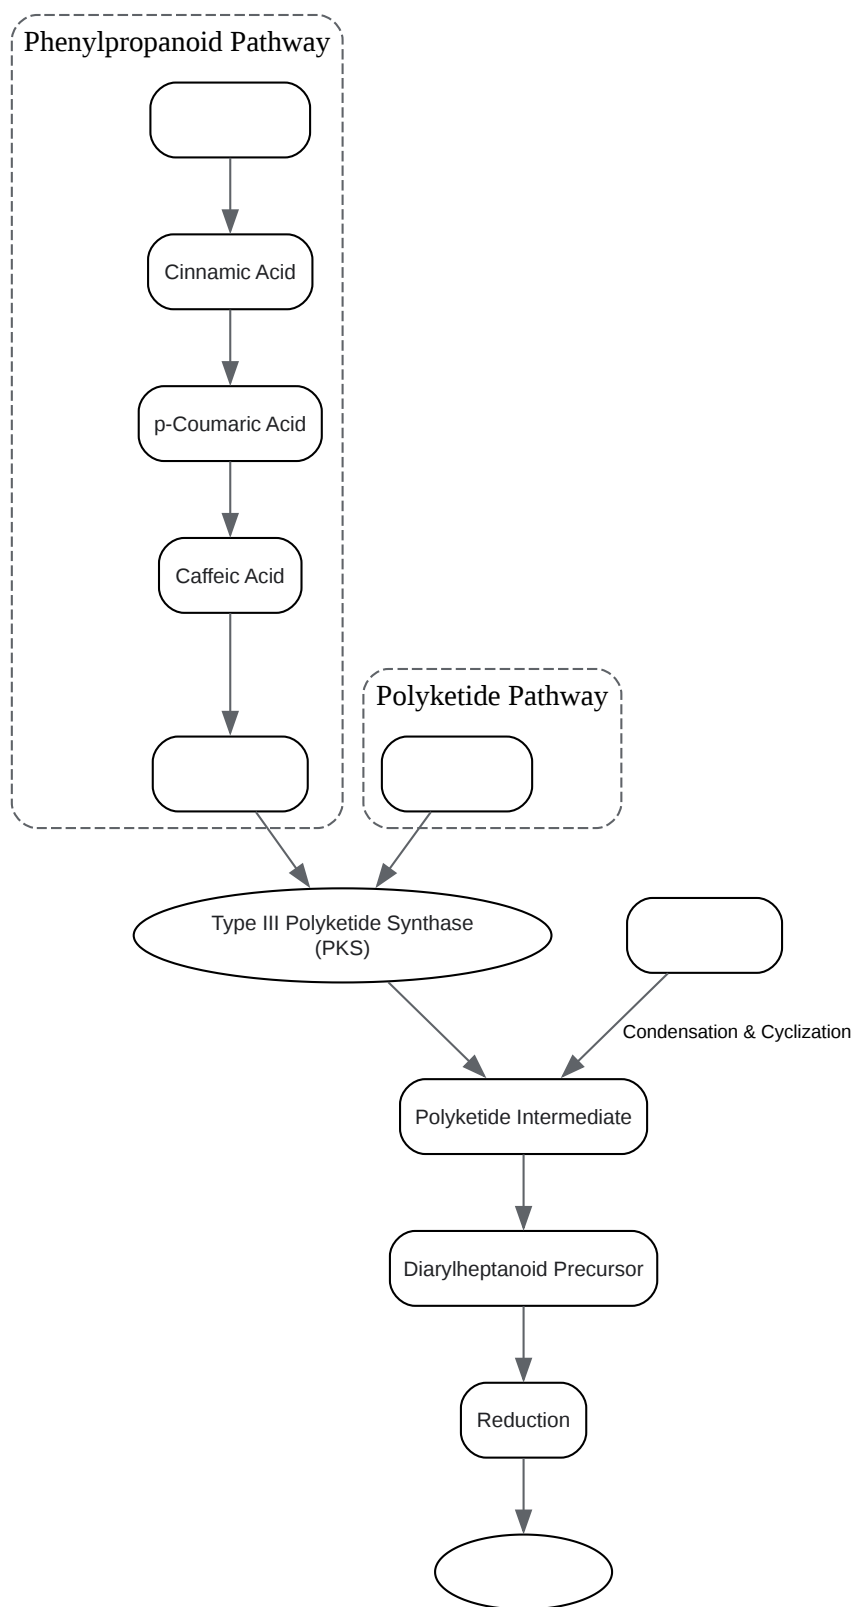 Phenylpropanoid Pathway
Cinnamic Acid
p-Coumaric Acid
Caffeic Acid
Polyketide Pathway
Type III Polyketide Synthase
(PKS)
Condensation & Cyclization
Polyketide Intermediate
Diarylheptanoid Precursor
Reduction